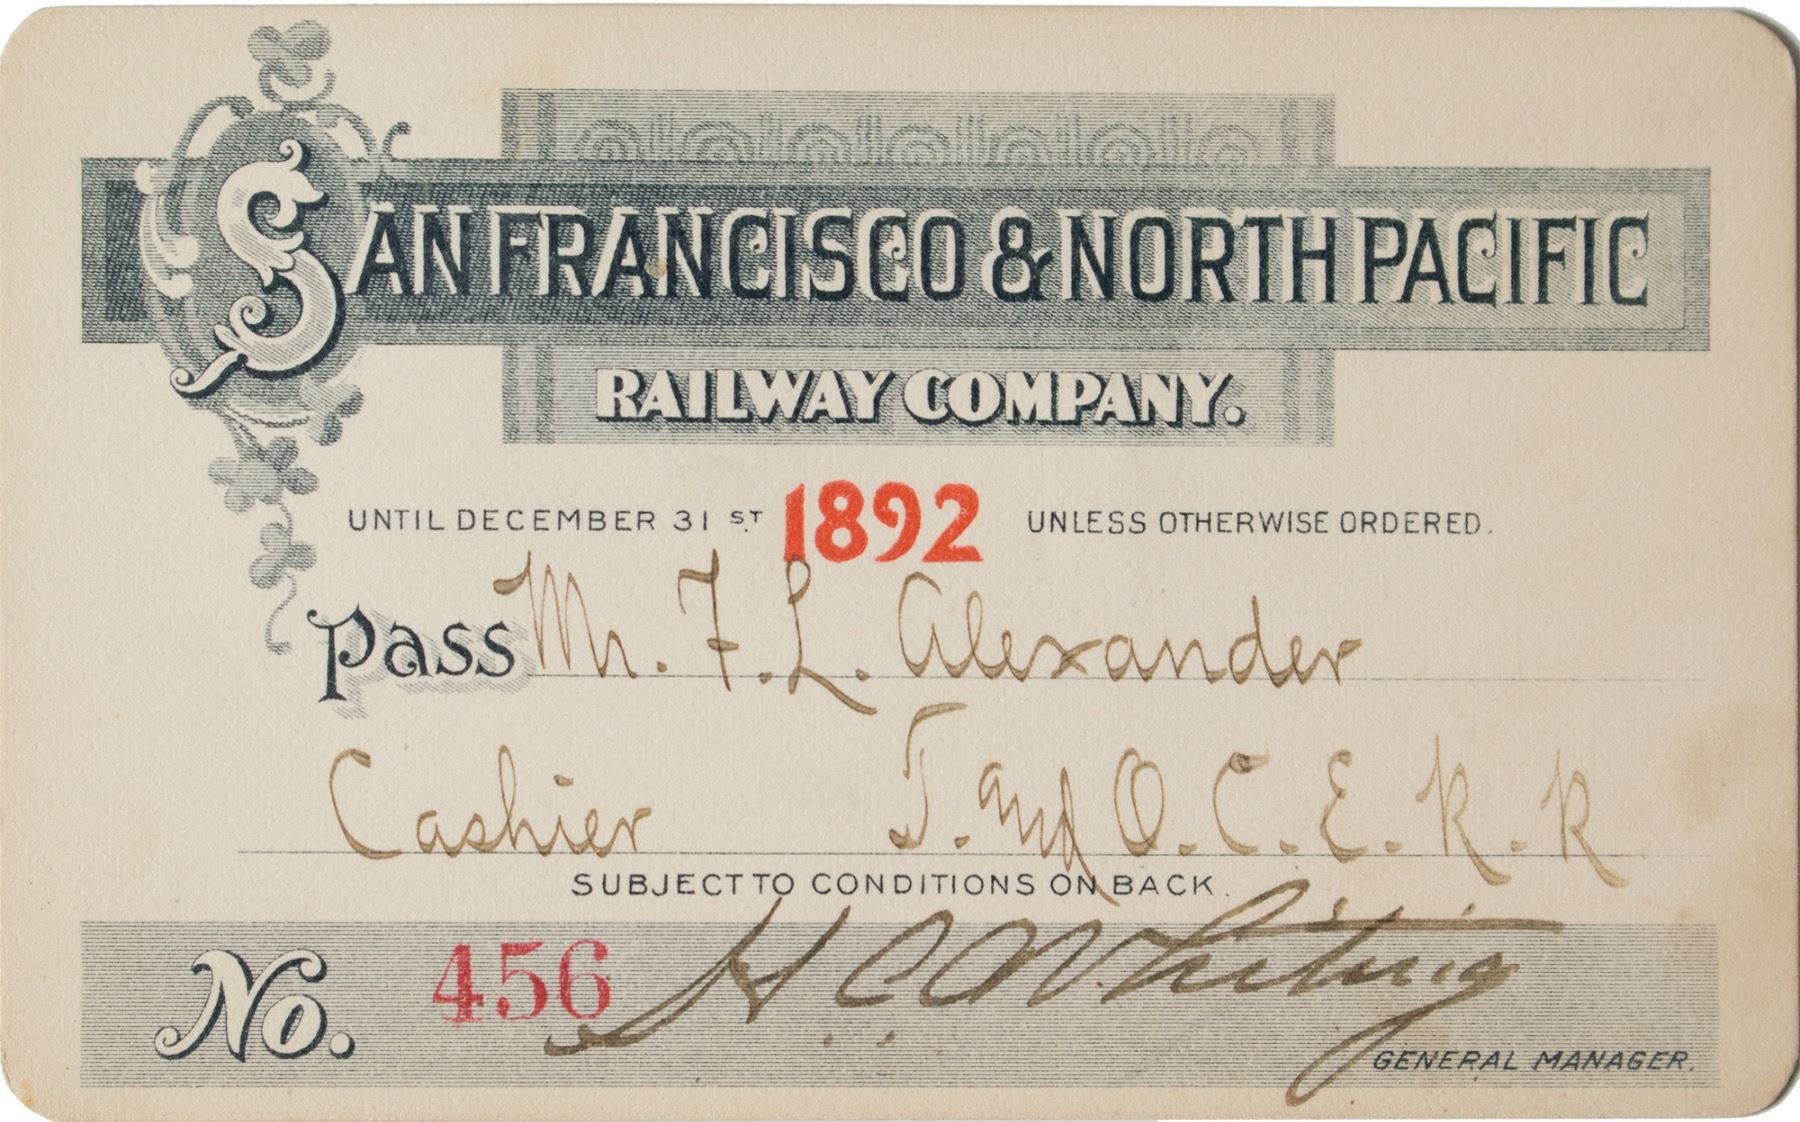 SAN FRANCISCO & NORTH PACIFIC
RAILWAY COMPANY.
UNTIL DECEMBER 31ST 1892 UNLESS OTHERWISE ORDERED.
Pass Mr. F. L. Alexander
Cashier T. and O. C. E. R. R
SUBJECT TO CONDITIONS ON BACK.
No. 456 H. C. Whiting
GENERAL MANAGER.